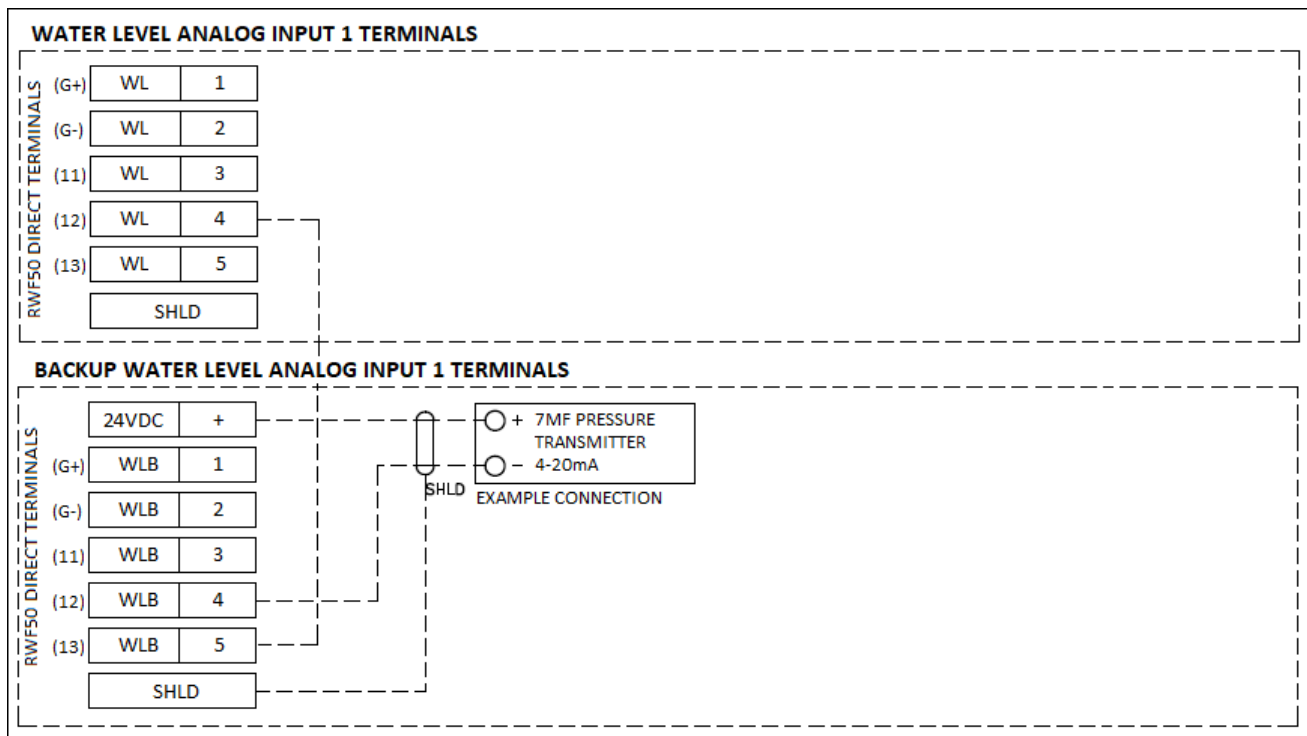 WATER LEVEL ANALOG INPUT 1 TERMINALS
RWF50 DIRECT TERMINALS
(G+) WL 1
(G-) WL 2
(11) WL 3
(12) WL 4
(13) WL 5
SHLD
BACKUP WATER LEVEL ANALOG INPUT 1 TERMINALS
RWF50 DIRECT TERMINALS
24VDC +
(G+) WLB 1
(G-) WLB 2
(11) WLB 3
(12) WLB 4
(13) WLB 5
SHLD
SHLD
+ 7MF PRESSURE
TRANSMITTER
- 4-20mA
EXAMPLE CONNECTION